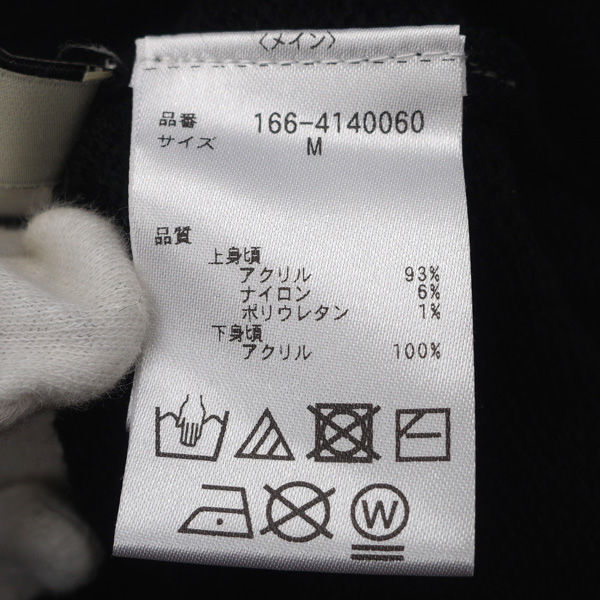 〈メイン〉
品番 166-4140060
サイズ M
品質
上身頃
アクリル 93%
ナイロン 6%
ポリウレタン 1%
下身頃
アクリル 100%
W